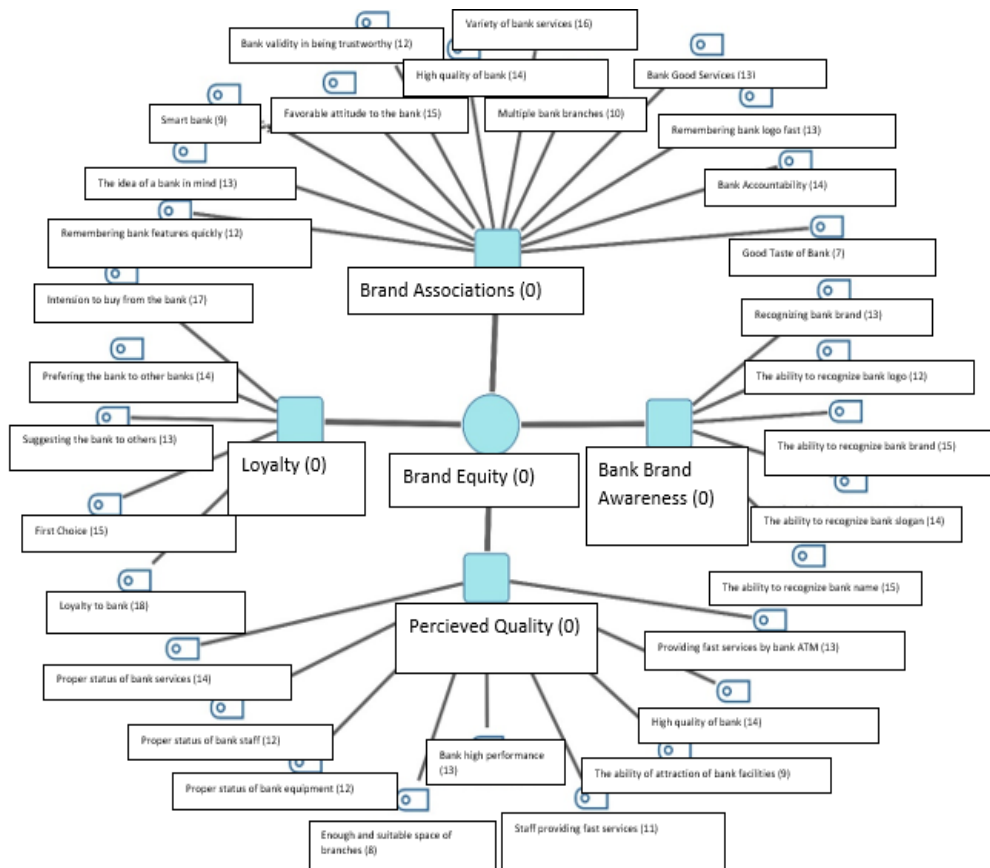 Variety of bank services (16)
Bank validity in being trustworthy (12)
High quality of bank (14)
Bank Good Services (13)
Smart bank (9)
Favorable attitude to the bank (15)
Multiple bank branches (10)
Remembering bank logo fast (13)
The idea of a bank in mind (13)
Bank Accountability (14)
Remembering bank features quickly (12)
Good Taste of Bank (7)
Brand Associations (0)
Intension to buy from the bank (17)
Recognizing bank brand (13)
Prefering the bank to other banks (14)
The ability to recognize bank logo (12)
Suggesting the bank to others (13)
The ability to recognize bank brand (15)
Loyalty (0)
Brand Equity (0)
Bank Brand
Awareness (0)
First Choice (15)
The ability to recognize bank slogan (14)
Loyalty to bank (18)
The ability to recognize bank name (15)
Percieved Quality (0)
Providing fast services by bank ATM (13)
Proper status of bank services (14)
High quality of bank (14)
Proper status of bank staff (12)
Bank high performance
(13)
The ability of attraction of bank facilities (9)
Proper status of bank equipment (12)
Enough and suitable space of
branches (8)
Staff providing fast services (11)